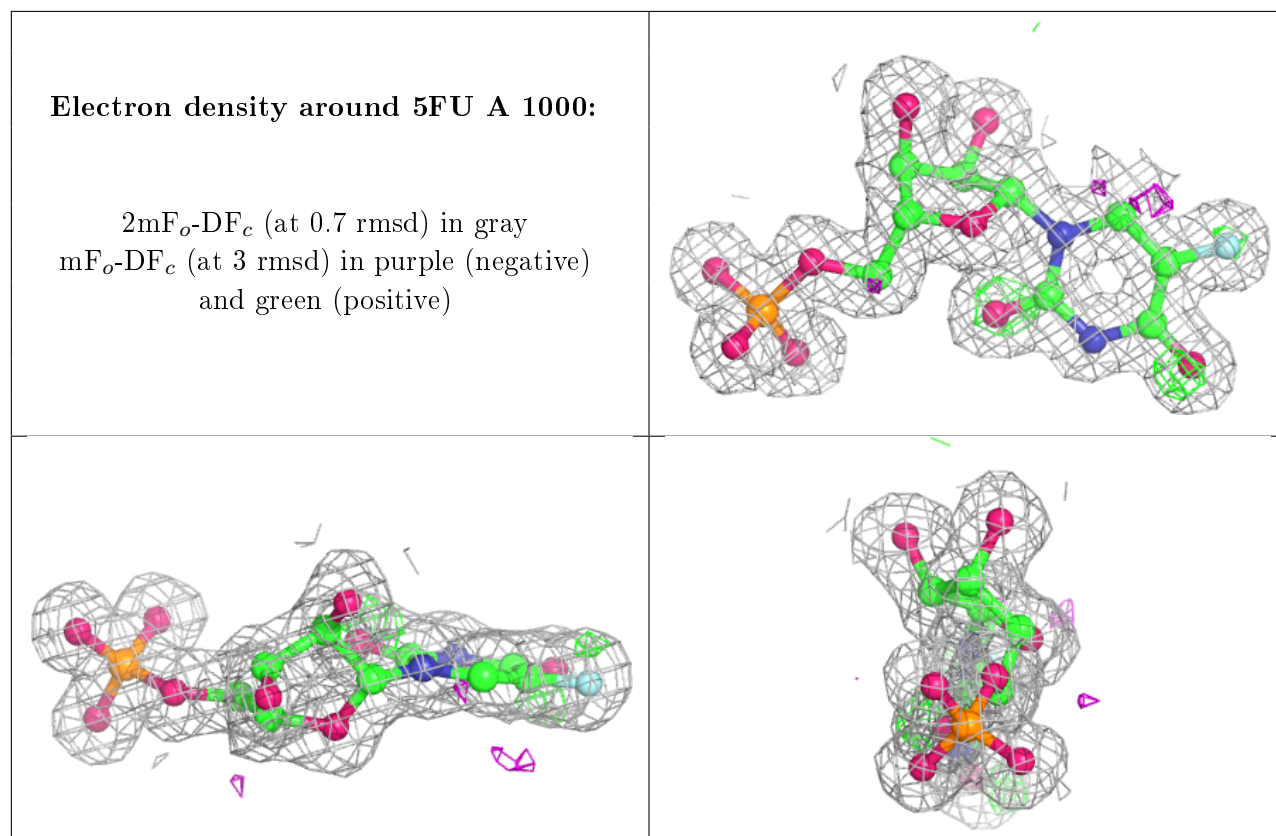 Electron density around 5FU A 1000:
2mFo-DFc (at 0.7 rmsd) in gray
mFo-DFc (at 3 rmsd) in purple (negative)
and green (positive)